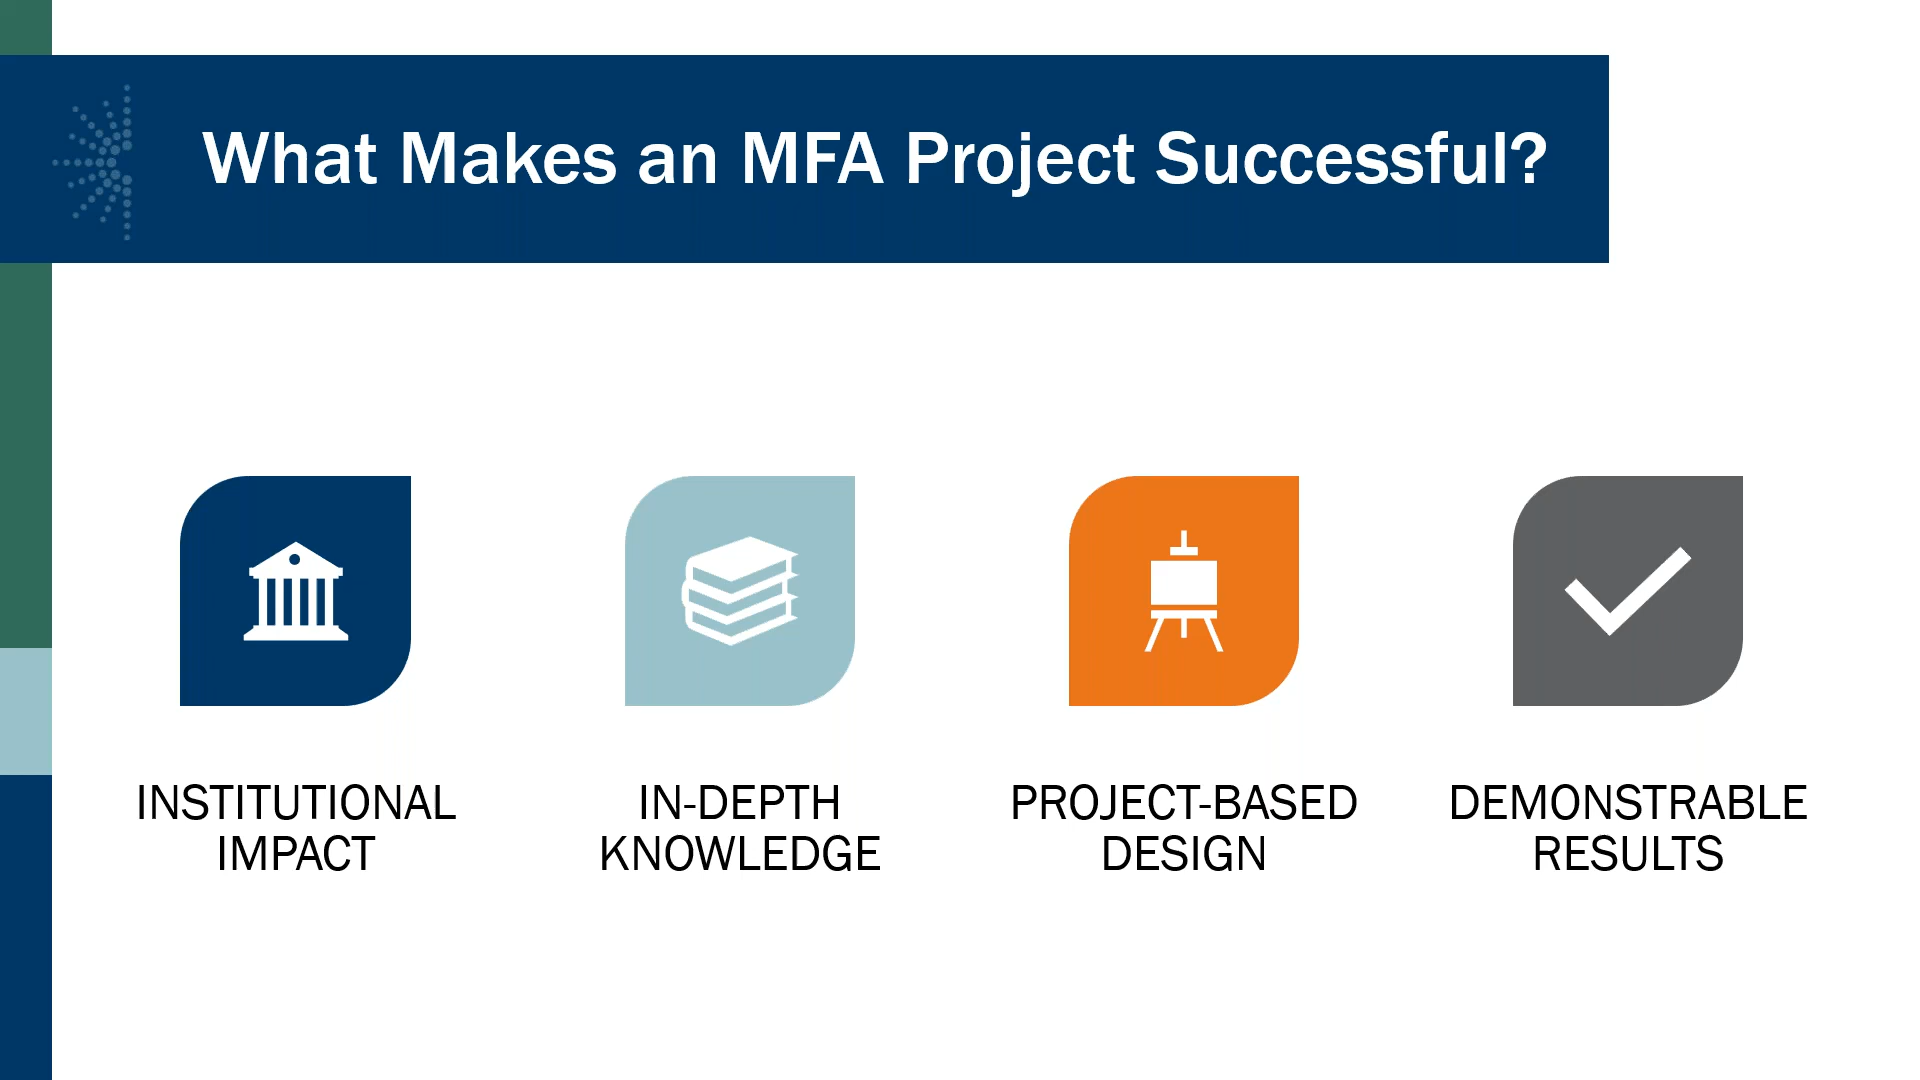 What Makes an MFA Project Successful?
INSTITUTIONAL
IMPACT
IN-DEPTH
KNOWLEDGE
PROJECT-BASED
DESIGN
DEMONSTRABLE
RESULTS